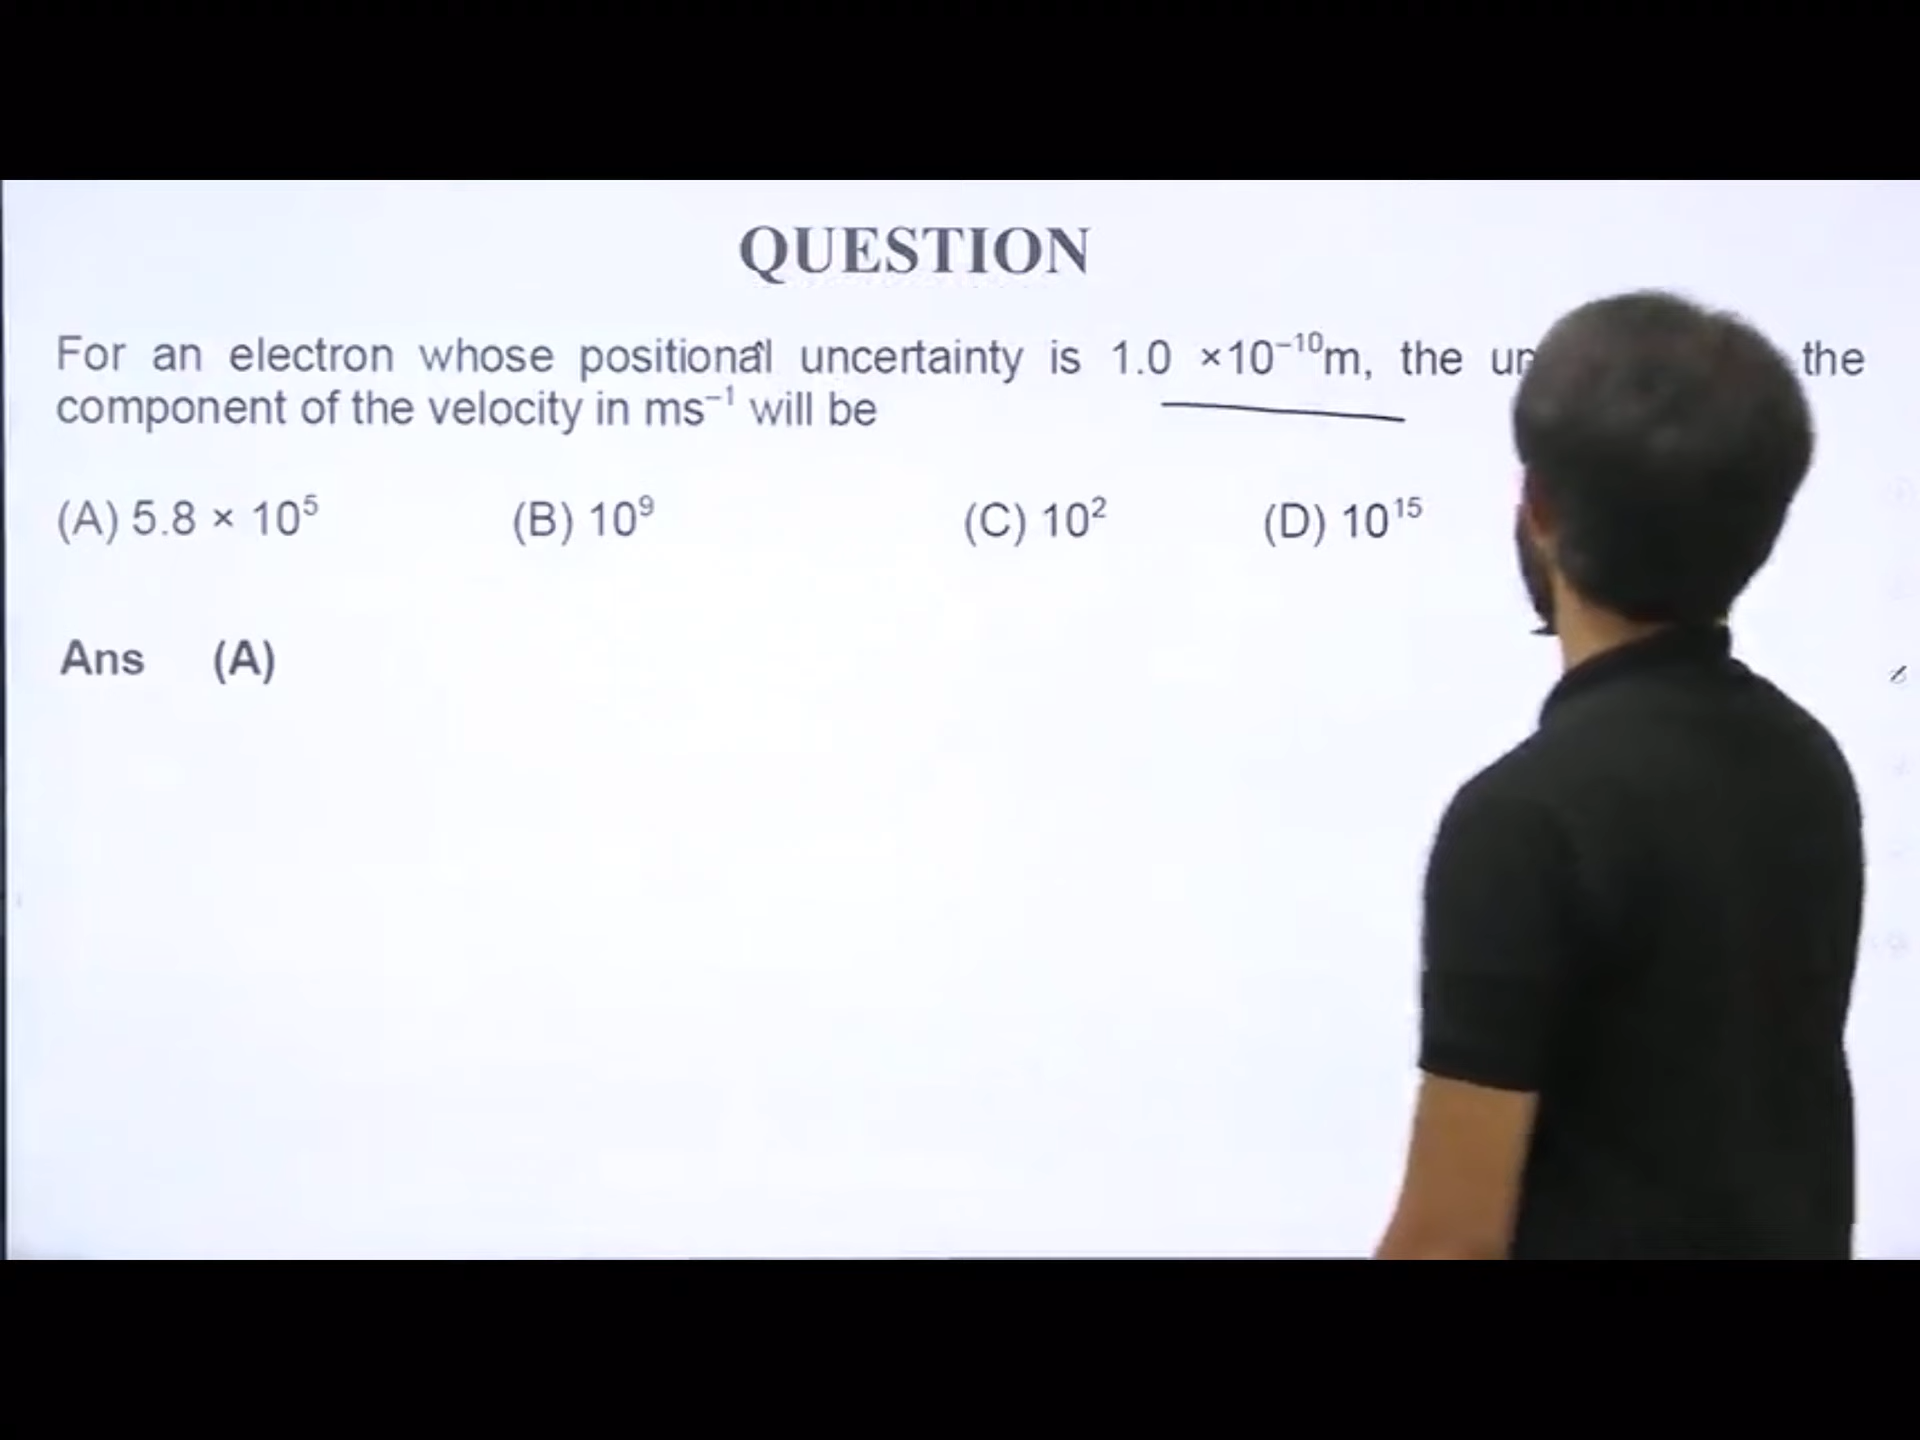 QUESTION
For an electron whose positional uncertainty is 1.0 ×10⁻¹⁰m, the the
component of the velocity in ms⁻¹ will be
(A) 5.8 × 10⁵ (B) 10⁹ (C) 10² (D) 10¹⁵
Ans (A)